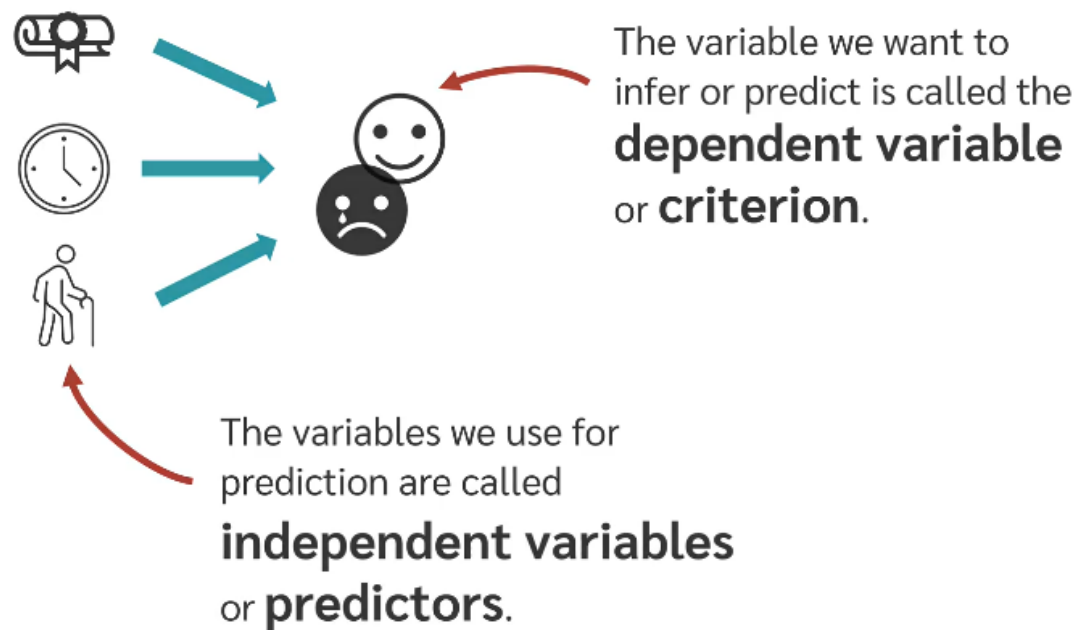 The variable we want to
infer or predict is called the
dependent variable
or criterion.
The variables we use for
prediction are called
independent variables
or predictors.